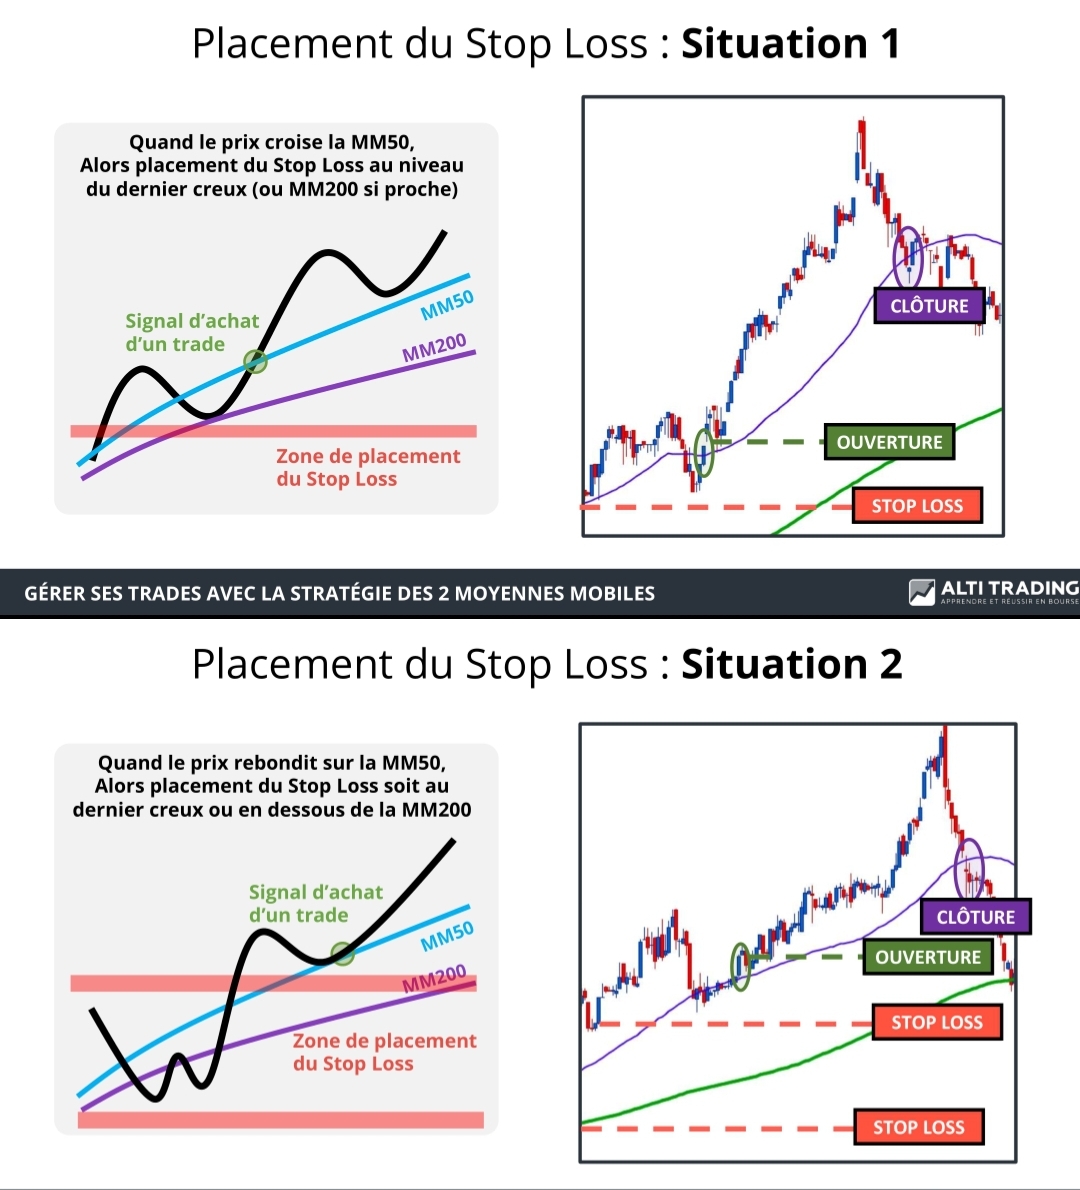 Placement du Stop Loss : Situation 1
Quand le prix croise la MM50,
Alors placement du Stop Loss au niveau
du dernier creux (ou MM200 si proche)
Signal d'achat
d'un trade
MM50
MM200
Zone de placement
du Stop Loss
CLÔTURE
OUVERTURE
STOP LOSS
GÉRER SES TRADES AVEC LA STRATÉGIE DES 2 MOYENNES MOBILES
ALTI TRADING
APPRENDRE ET RÉUSSIR EN BOURSE
Placement du Stop Loss : Situation 2
Quand le prix rebondit sur la MM50,
Alors placement du Stop Loss soit au
dernier creux ou en dessous de la MM200
Signal d'achat
d'un trade
MM50
MM200
Zone de placement
du Stop Loss
CLÔTURE
OUVERTURE
STOP LOSS
STOP LOSS